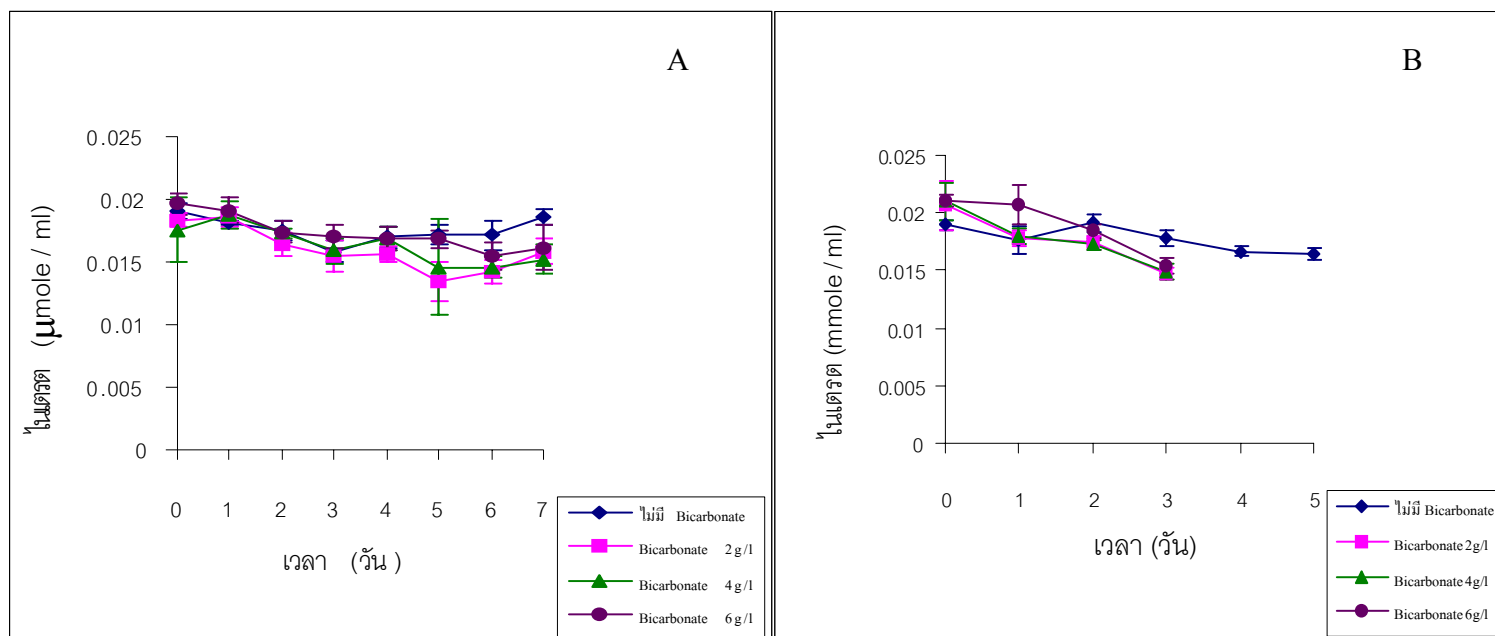 A
ไนเตรต (µmole / ml)
0.025
0.02
0.015
0.01
0.005
0
0 1 2 3 4 5 6 7
เวลา (วัน)
ไม่มี Bicarbonate
Bicarbonate 2 g/l
Bicarbonate 4 g/l
Bicarbonate 6 g/l
B
ไนเตรต (mmole / ml)
0.025
0.02
0.015
0.01
0.005
0
0 1 2 3 4 5
เวลา (วัน)
ไม่มี Bicarbonate
Bicarbonate 2g/l
Bicarbonate 4g/l
Bicarbonate 6g/l